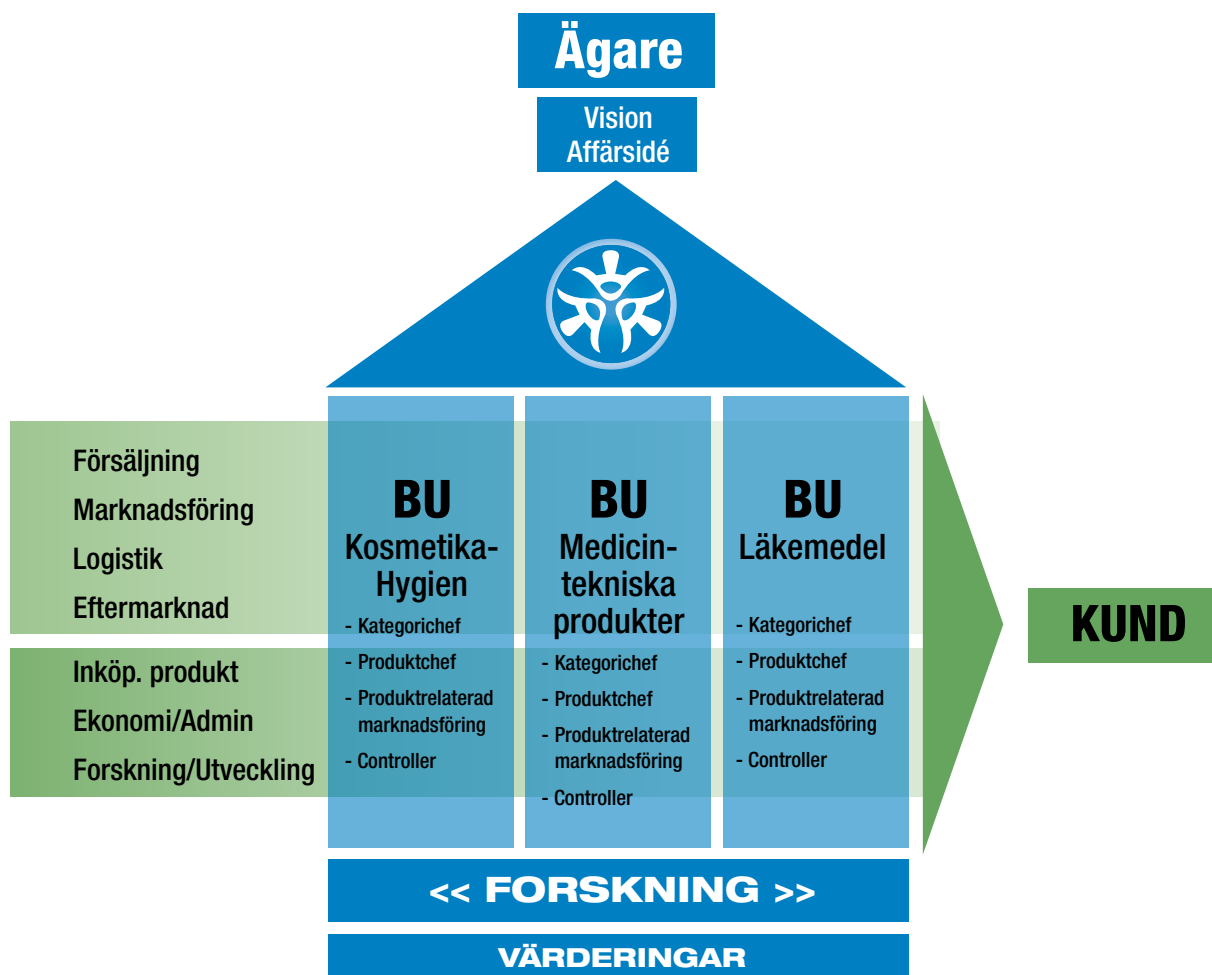 Ägare
Vision
Affärsidé
Försäljning
Marknadsföring
Logistik
Eftermarknad
Inköp. produkt
Ekonomi/Admin
Forskning/Utveckling
BU
Kosmetika-
Hygien
- Kategorichef
- Produktchef
- Produktrelaterad
marknadsföring
- Controller
BU
Medicin-
tekniska
produkter
- Kategorichef
- Produktchef
- Produktrelaterad
marknadsföring
- Controller
BU
Läkemedel
- Kategorichef
- Produktchef
- Produktrelaterad
marknadsföring
- Controller
KUND
<< FORSKNING >>
VÄRDERINGAR